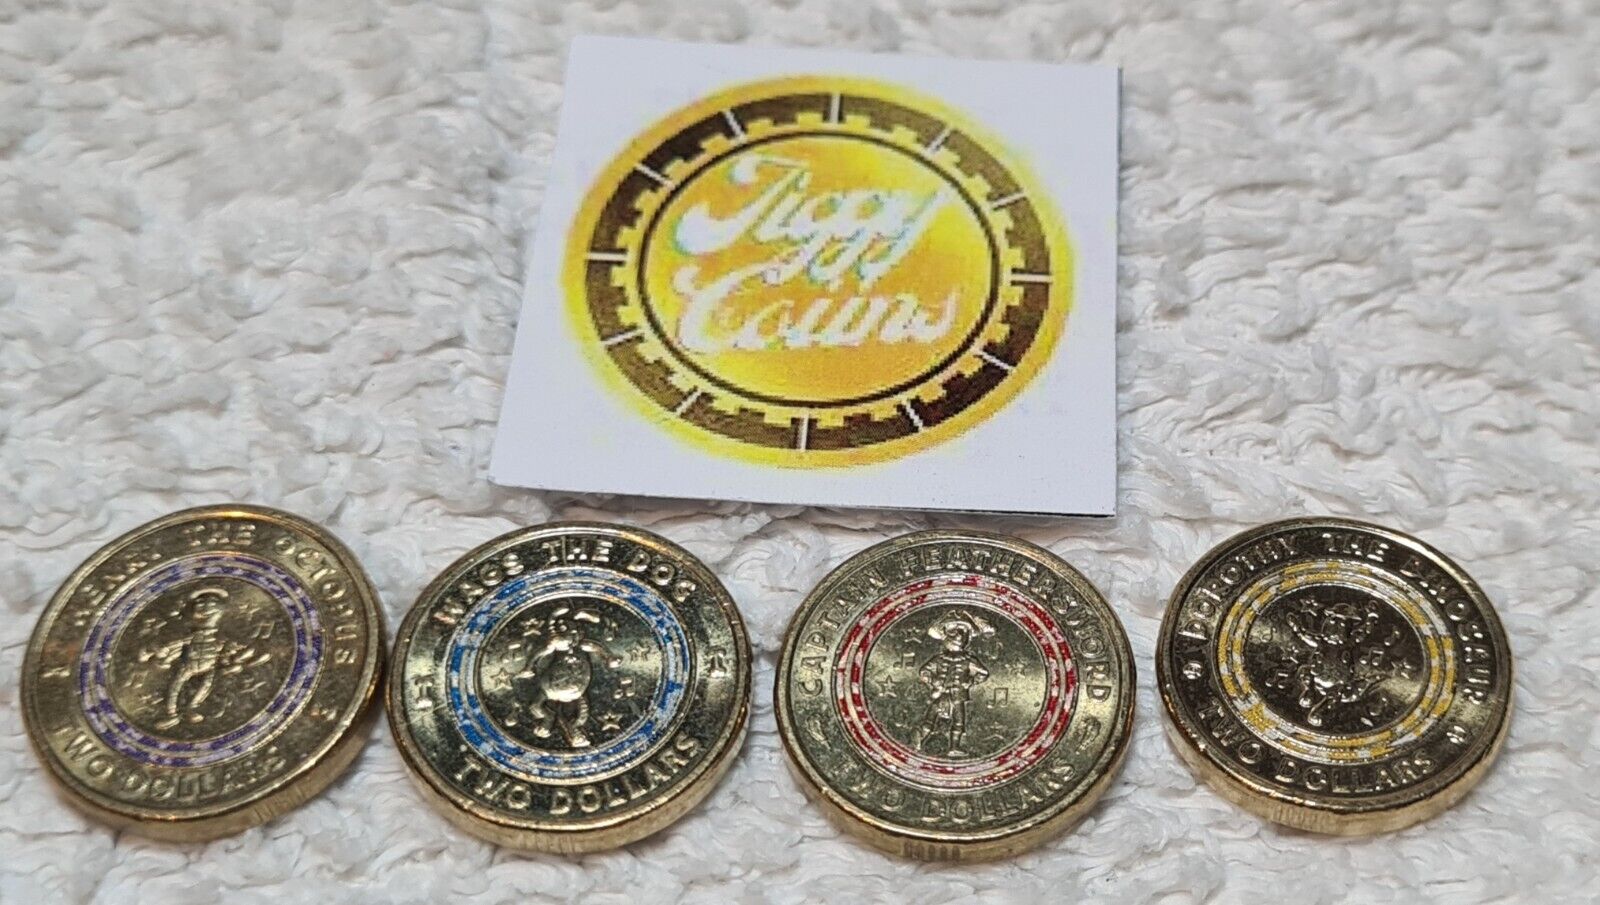 Jiggy
Coins
HENRY THE OCTOPUS
TWO DOLLARS
WAGS THE DOG
TWO DOLLARS
CAPTAIN FEATHERSWORD
TWO DOLLARS
DOROTHY THE DINOSAUR
TWO DOLLARS